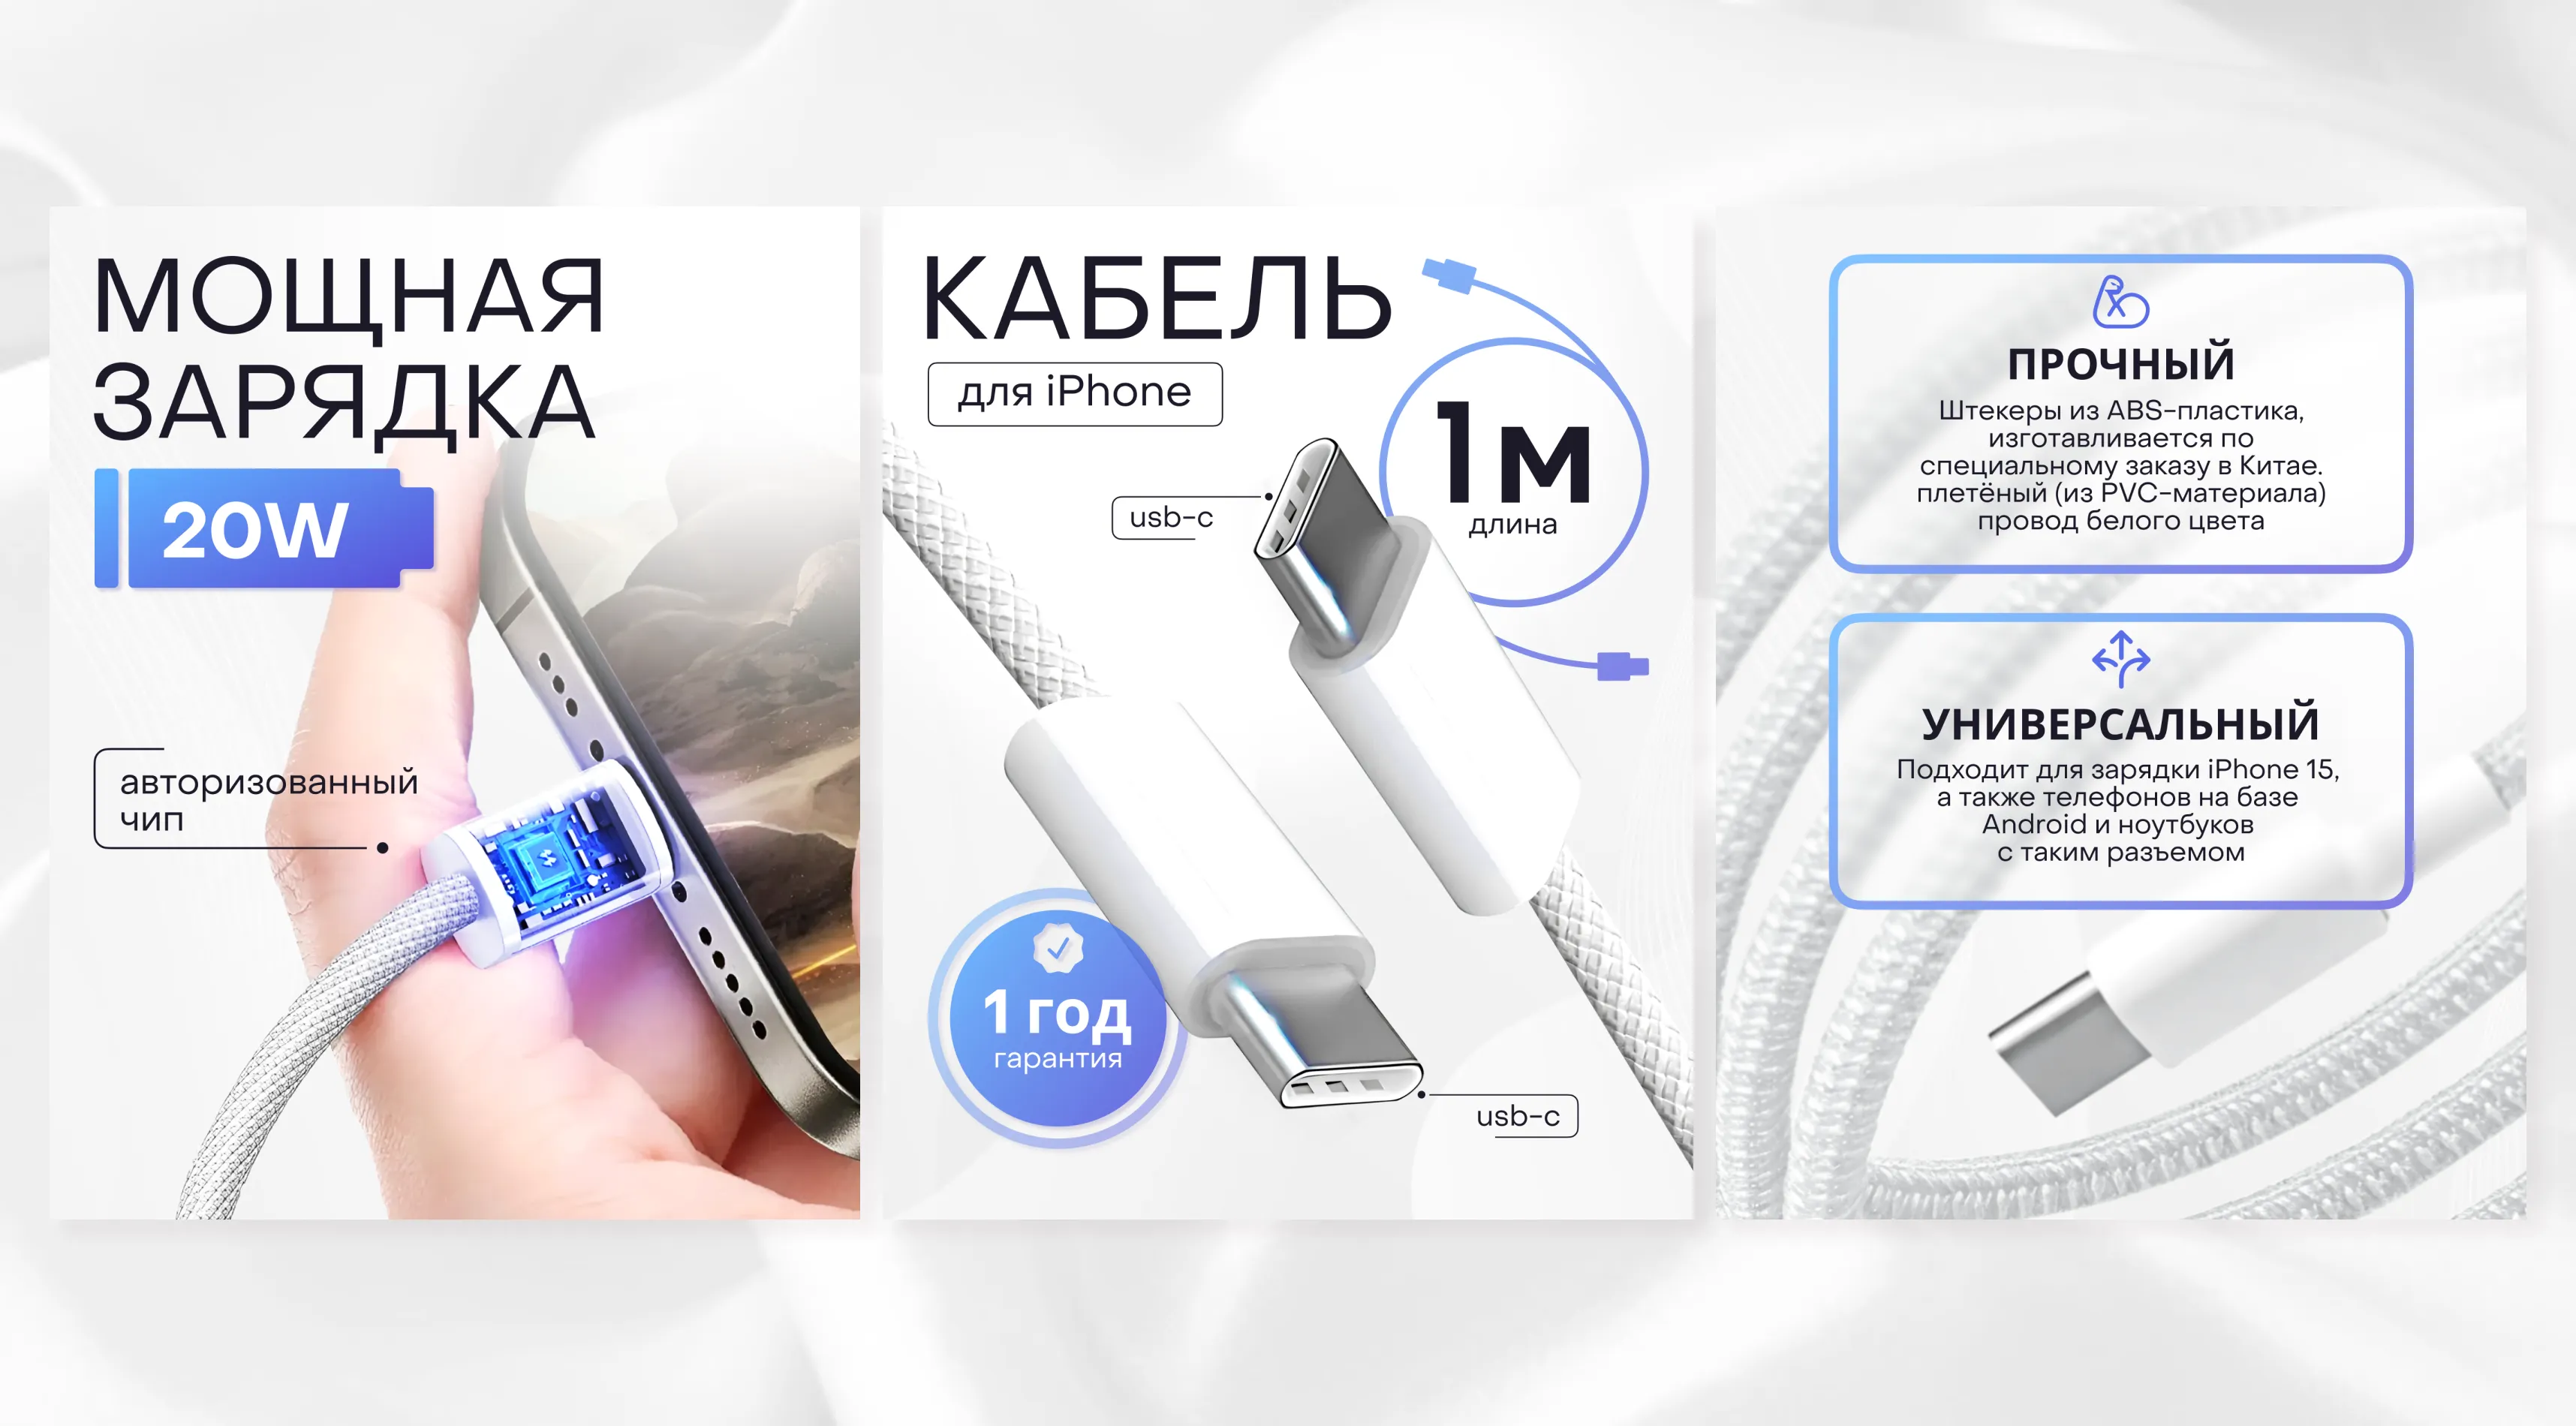 МОЩНАЯ
ЗАРЯДКА
20W
авторизованный
чип
КАБЕЛЬ
для iPhone
1м
длина
usb-c
1 год
гарантия
usb-c
ПРОЧНЫЙ
Штекеры из ABS-пластика,
изготавливается по
специальному заказу в Китае.
плетёный (из PVC-материала)
провод белого цвета
УНИВЕРСАЛЬНЫЙ
Подходит для зарядки iPhone 15,
а также телефонов на базе
Android и ноутбуков
с таким разъемом